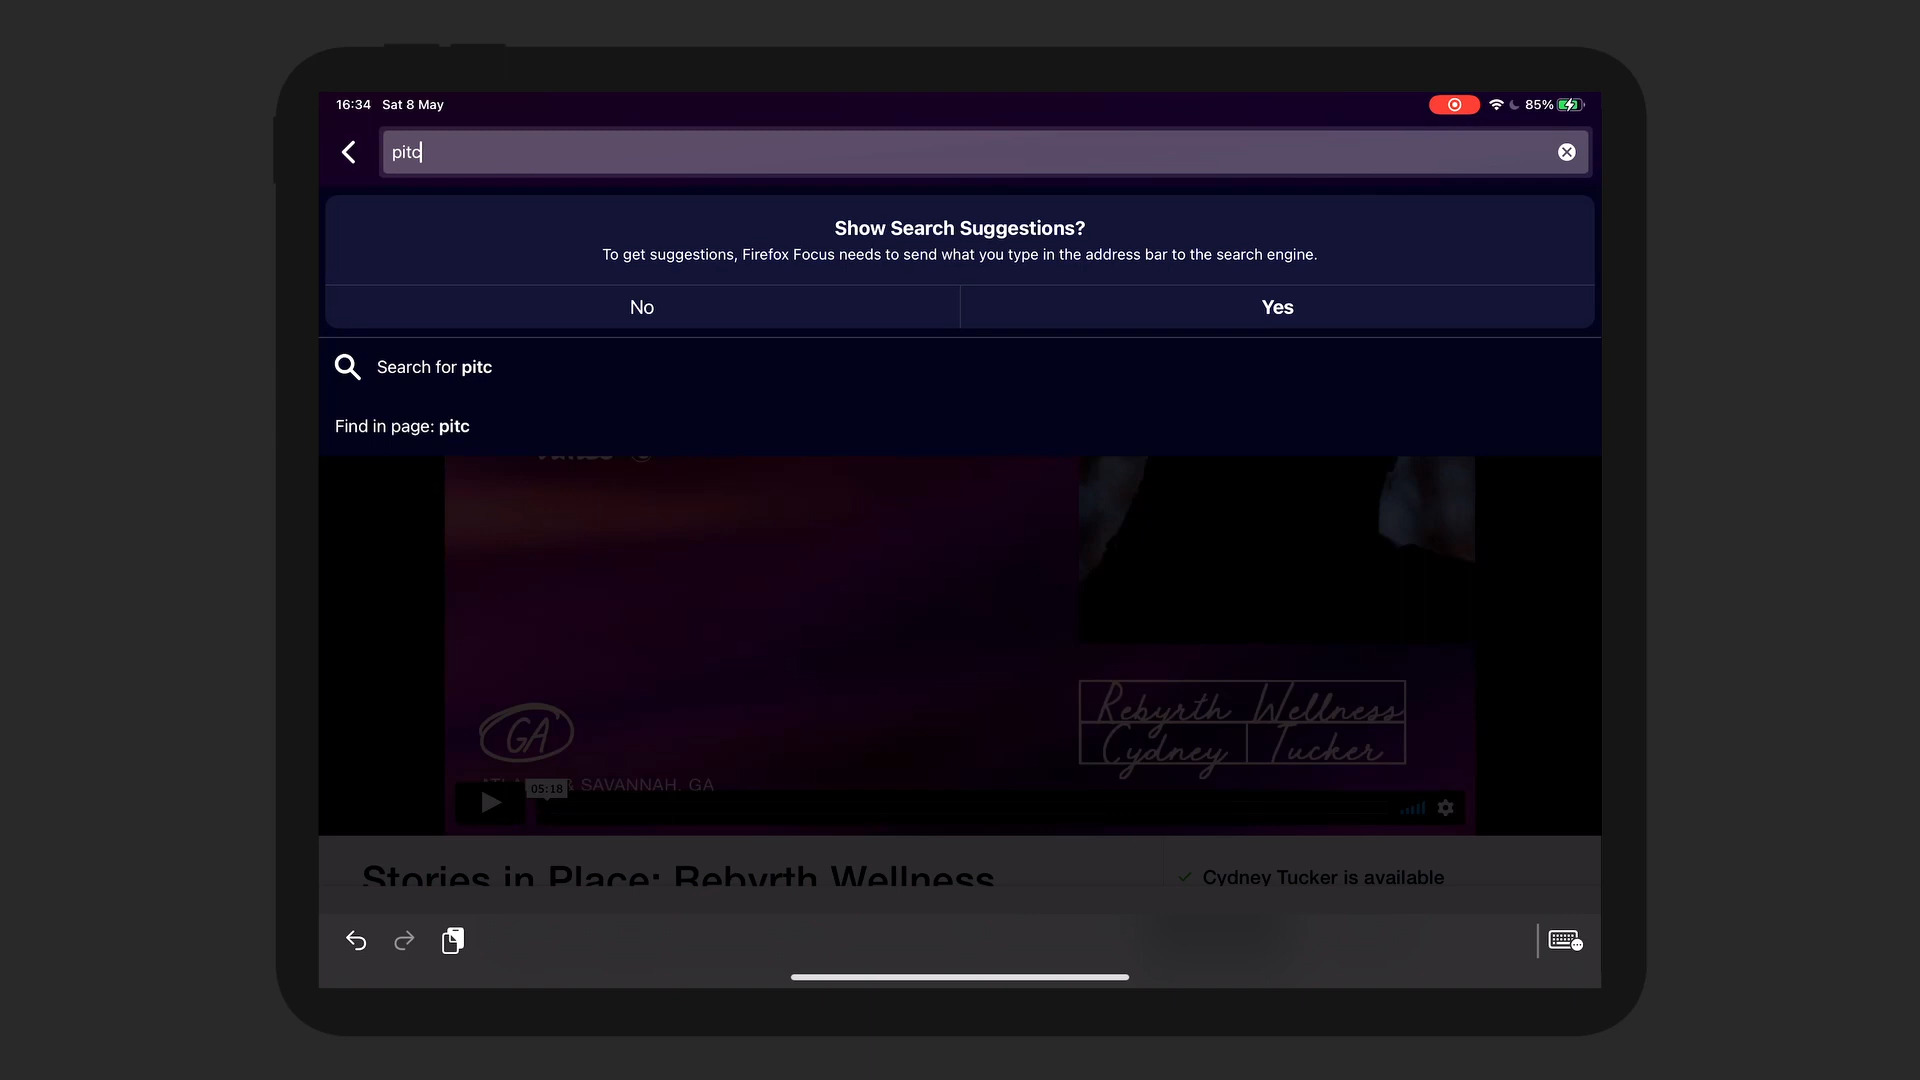 16:34 Sat 8 May 85%
pitc
Show Search Suggestions?
To get suggestions, Firefox Focus needs to send what you type in the address bar to the search engine.
No Yes
Search for pitc
Find in page: pitc
Rebyrth Wellness
Cydney Tucker
GA
05:18 & SAVANNAH, GA
Stories in Place: Rebyrth Wellness
Cydney Tucker is available